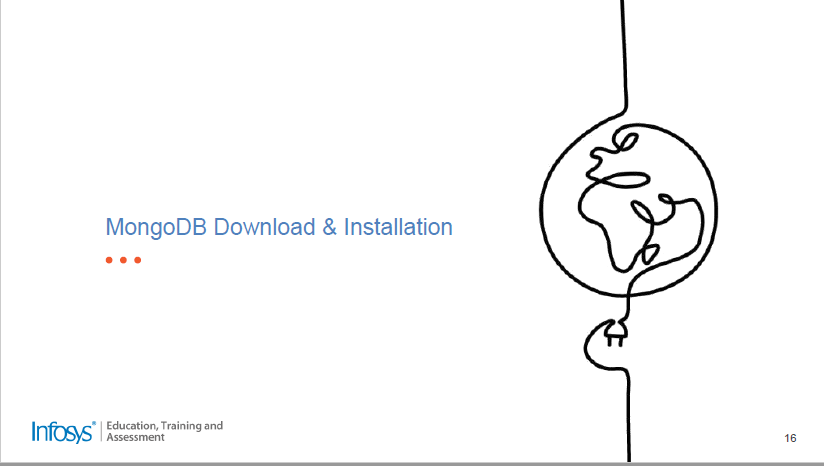 MongoDB Download & Installation
Infosys® | Education, Training and
Assessment
16